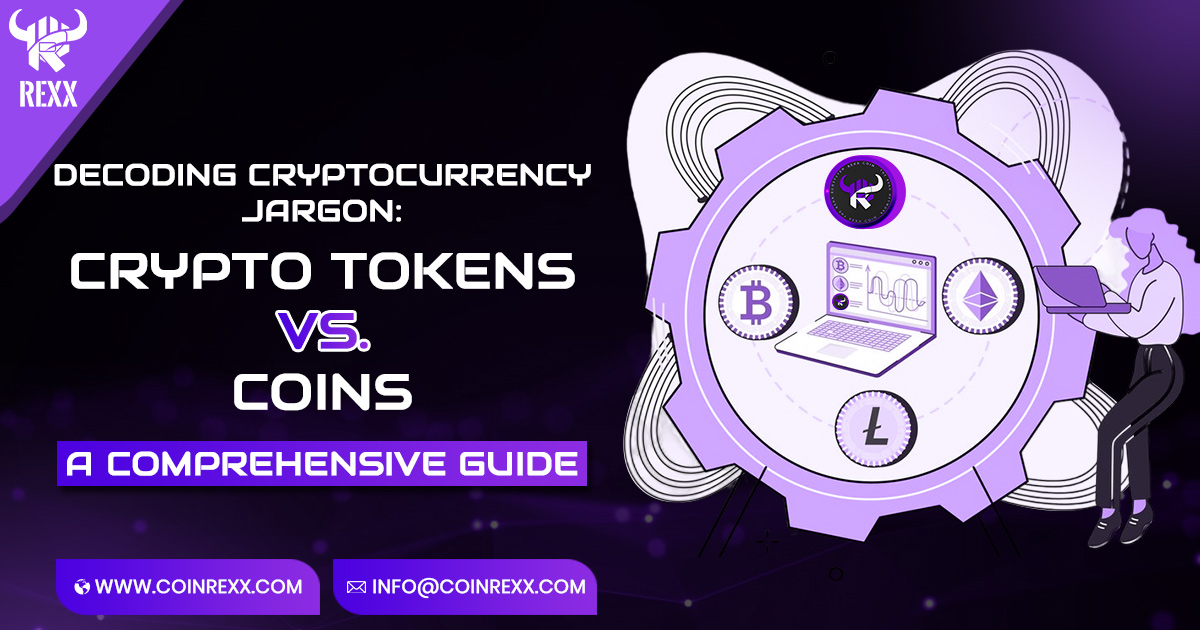 REXX
DECODING CRYPTOCURRENCY
JARGON:
CRYPTO TOKENS
VS.
COINS
A COMPREHENSIVE GUIDE
WWW.COINREXX.COM
INFO@COINREXX.COM